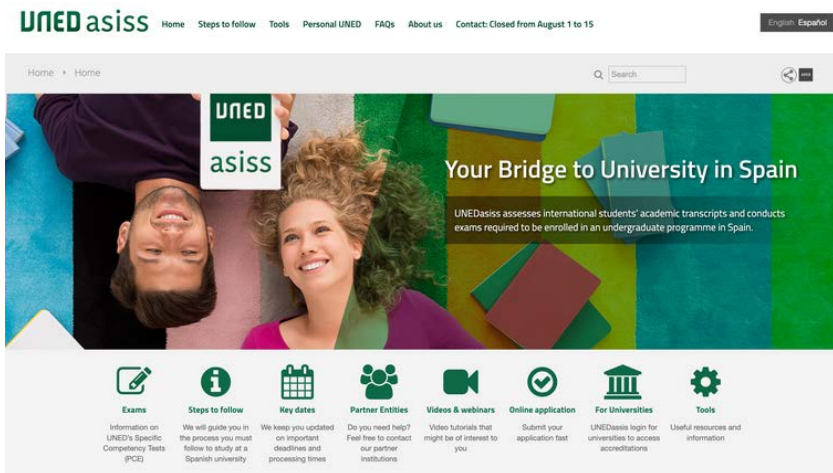 UNED asiss
Home Steps to follow Tools Personal UNED FAQs About us Contact: Closed from August 1 to 15
English Español
Home Home
Search
UNED
asiss
Your Bridge to University in Spain
UNEDasiss assesses international students' academic transcripts and conducts
exams required to be enrolled in an undergraduate programme in Spain.
Exams
Information on
UNED's Specific
Competency Tests
(PCE)
Steps to follow
We will guide you in
the process you must
follow to study at a
Spanish university
Key dates
We keep you updated
on important
deadlines and
processing times
Partner Entities
Do you need help?
Feel free to contact
our partner
institutions
Videos & webinars
Video tutorials that
might be of interest to
you
Online application
Submit your
application fast
For Universities
UNEDassis login for
universities to access
accreditations
Tools
Useful resources and
information